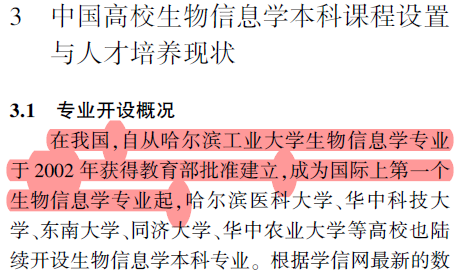 3 中国高校生物信息学本科课程设置
与人才培养现状
3.1 专业开设概况
在我国,自从哈尔滨工业大学生物信息学专业
于2002年获得教育部批准建立,成为国际上第一个
生物信息学专业起,哈尔滨医科大学、华中科技大
学、东南大学、同济大学、华中农业大学等高校也陆
续开设生物信息学本科专业。根据学信网最新的数